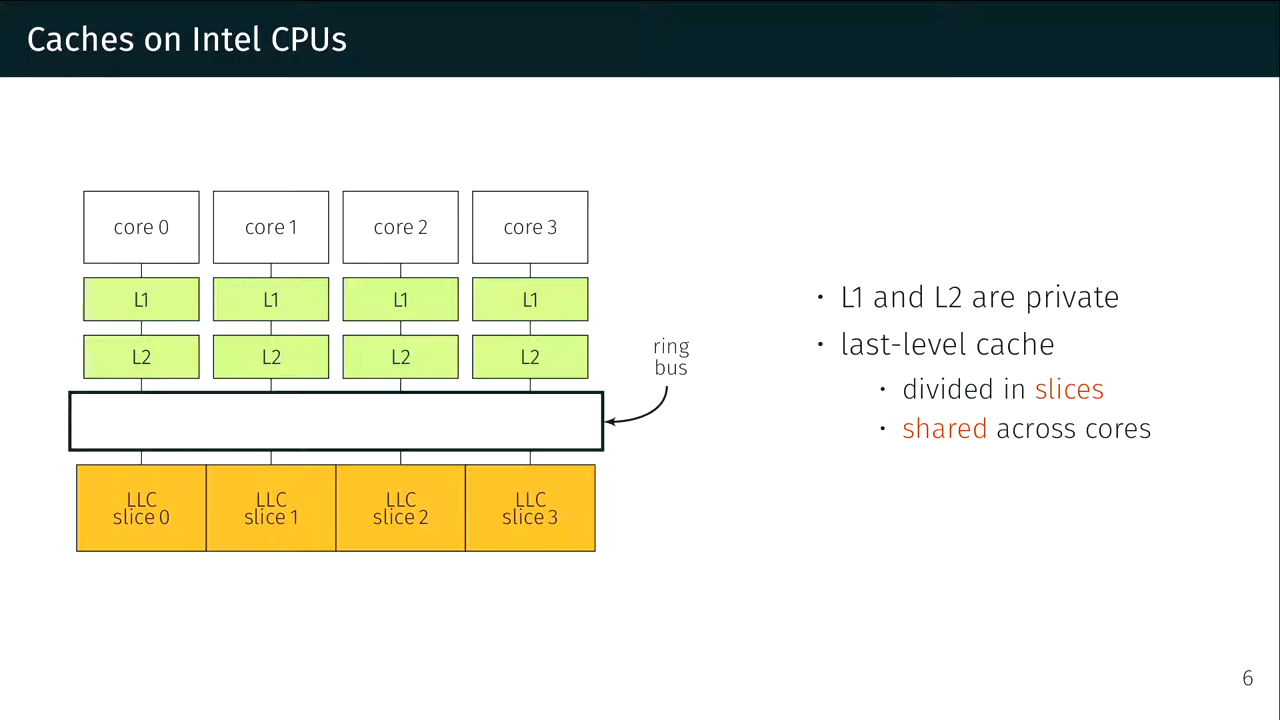 Caches on Intel CPUs
core 0
core 1
core 2
core 3
L1
L1
L1
L1
L2
L2
L2
L2
ring
bus
LLC
slice 0
LLC
slice 1
LLC
slice 2
LLC
slice 3
· L1 and L2 are private
· last-level cache
· divided in slices
· shared across cores
6